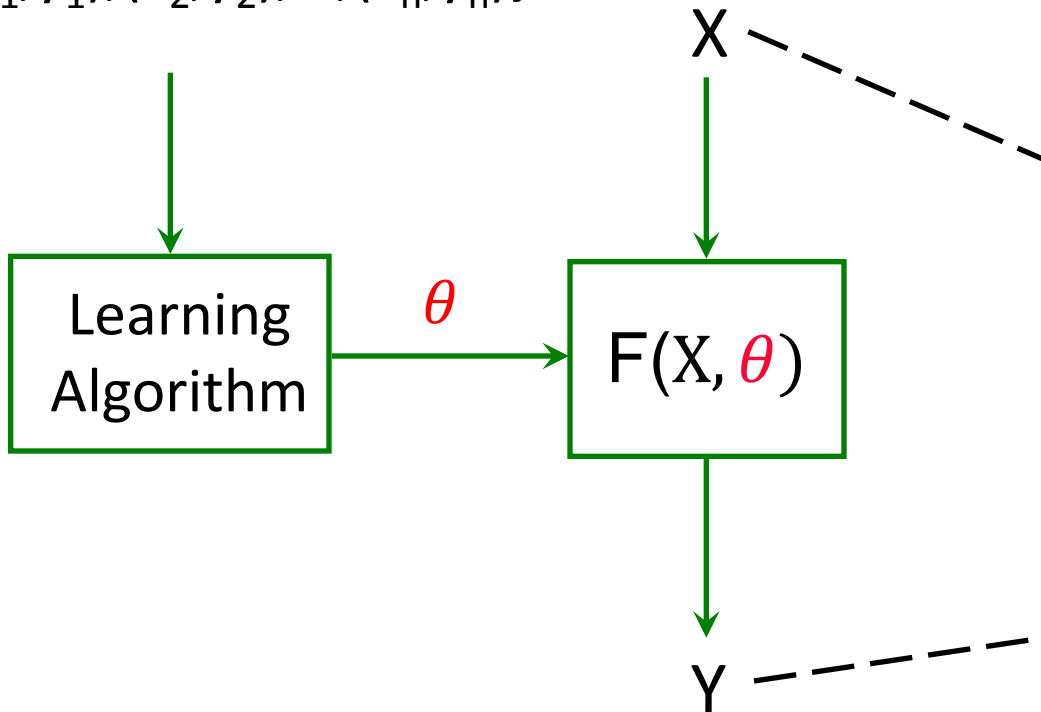 X
θ
Learning
Algorithm
F(X, θ)
Y